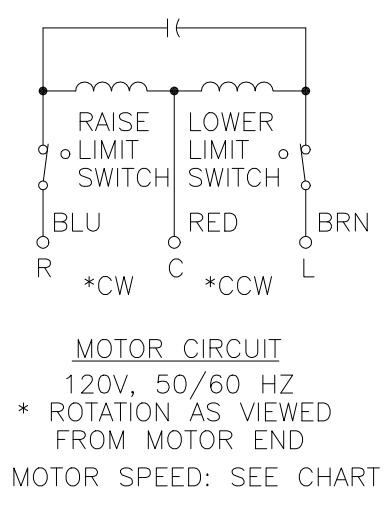 RAISE LOWER
LIMIT LIMIT
SWITCH SWITCH
BLU RED BRN
R C L
*CW *CCW
MOTOR CIRCUIT
120V, 50/60 HZ
* ROTATION AS VIEWED
FROM MOTOR END
MOTOR SPEED: SEE CHART